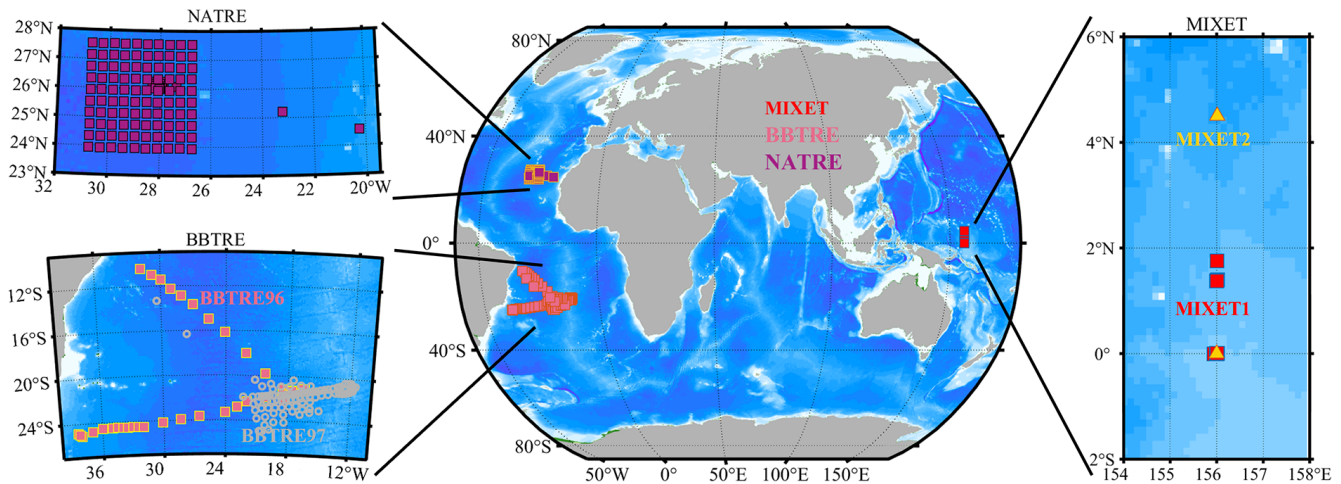 NATRE
28°N
27°N
26°N
25°N
24°N
23°N
32 30 28 26 24 22 20°W
BBTRE
12°S
16°S
20°S
24°S
BBTRE96
BBTRE97
36 30 24 18 12°W
80°N
40°N
0°
40°S
80°S
MIXET
BBTRE
NATRE
50°W 0° 50°E 100°E 150°E
MIXET
6°N
4°N
2°N
0°
2°S
MIXET2
MIXET1
154 155 156 157 158°E